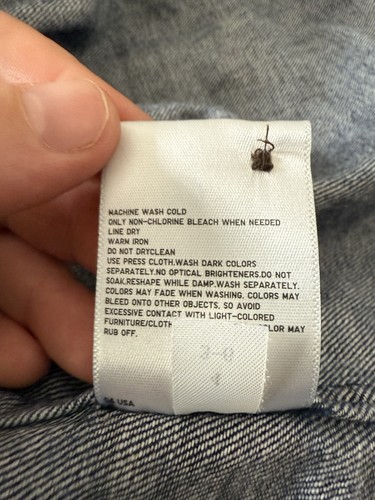 MACHINE WASH COLD
ONLY NON-CHLORINE BLEACH WHEN NEEDED
LINE DRY
WARM IRON
DO NOT DRYCLEAN
USE PRESS CLOTH.WASH DARK COLORS
SEPARATELY.NO OPTICAL BRIGHTENERS.DO NOT
SOAK.RESHAPE WHILE DAMP.WASH SEPARATELY.
COLORS MAY FADE WHEN WASHING. COLORS MAY
BLEED ONTO OTHER OBJECTS, SO AVOID
EXCESSIVE CONTACT WITH LIGHT-COLORED
FURNITURE/CLOTH COLOR MAY
RUB OFF.
USA